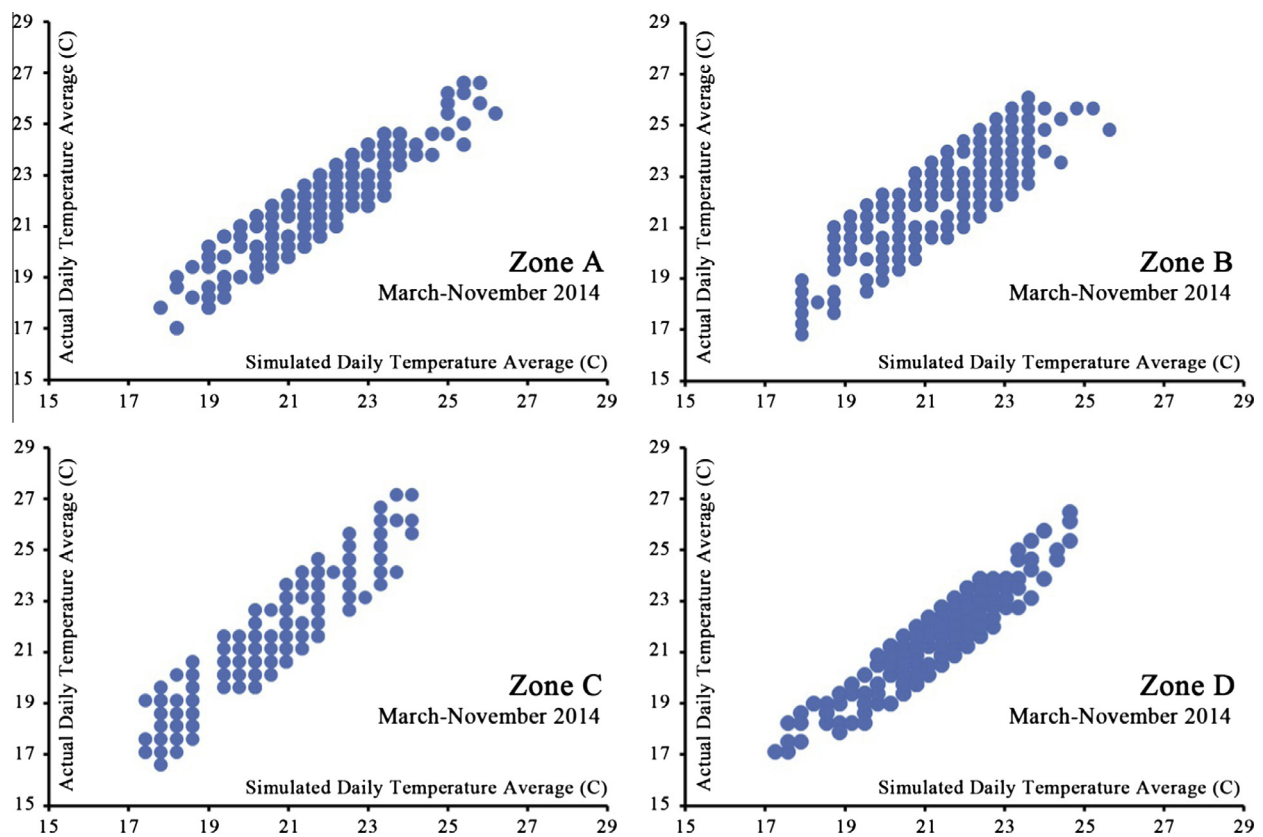 29
27
25
23
21
19
17
15
Actual Daily Temperature Average (C)
Zone A
March-November 2014
Simulated Daily Temperature Average (C)
15 17 19 21 23 25 27 29
29
27
25
23
21
19
17
15
Actual Daily Temperature Average (C)
Zone B
March-November 2014
Simulated Daily Temperature Average (C)
15 17 19 21 23 25 27 29
29
27
25
23
21
19
17
15
Actual Daily Temperature Average (C)
Zone C
March-November 2014
Simulated Daily Temperature Average (C)
15 17 19 21 23 25 27 29
29
27
25
23
21
19
17
15
Actual Daily Temperature Average (C)
Zone D
March-November 2014
Simulated Daily Temperature Average (C)
15 17 19 21 23 25 27 29